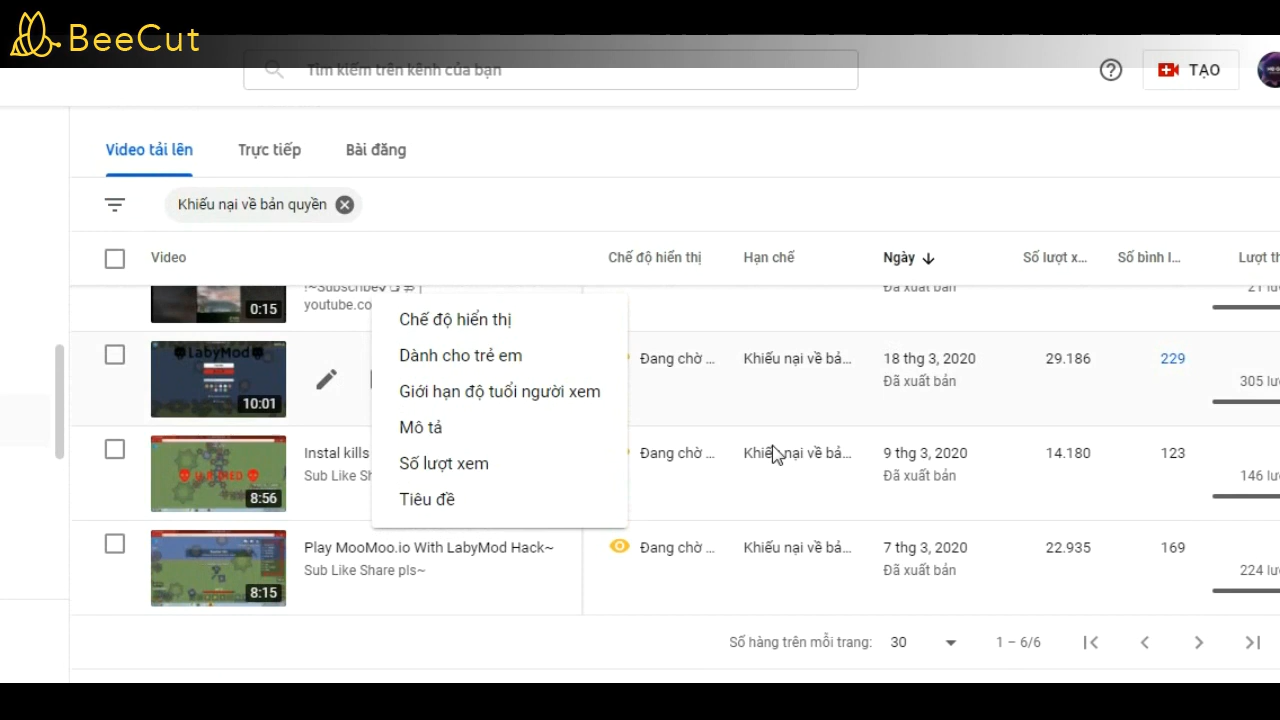 BeeCut
Tìm kiếm trên kênh của bạn
TẠO
Video tải lên
Trực tiếp
Bài đăng
Khiếu nại về bản quyền
Video
Chế độ hiển thị
Hạn chế
Ngày
Số lượt x...
Số bình l...
Lượt th
!~Subscribe
Đã xuất bản
21 lư
0:15
youtube.co
Chế độ hiển thị
Dành cho trẻ em
Giới hạn độ tuổi người xem
Mô tả
Số lượt xem
Tiêu đề
LabyMod
10:01
Đang chờ ...
Khiếu nại về bả...
18 thg 3, 2020
Đã xuất bản
29.186
229
305 lư
8:56
Instal kills
Sub Like Sh
Đang chờ ...
Khiếu nại về bả...
9 thg 3, 2020
Đã xuất bản
14.180
123
146 lư
8:15
Play MooMoo.io With LabyMod Hack~
Sub Like Share pls~
Đang chờ ...
Khiếu nại về bả...
7 thg 3, 2020
Đã xuất bản
22.935
169
224 lư
Số hàng trên mỗi trang:
30
1 – 6/6